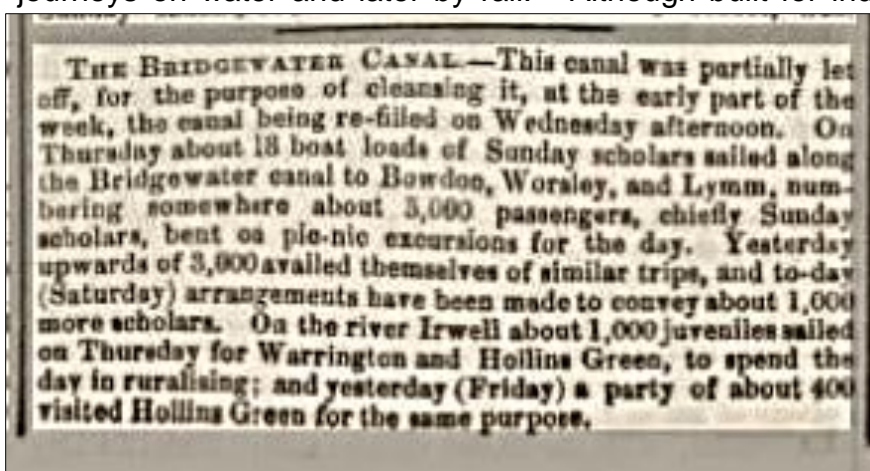 journeys on water and later by rail. Although built for
THE BRIDGEWATER CANAL.—This canal was partially let
off, for the purpose of cleansing it, at the early part of the
week, the canal being re-filled on Wednesday afternoon. On
Thursday about 18 boat loads of Sunday scholars sailed along
the Bridgewater canal to Bowdon, Worsley, and Lymm, num-
bering somewhere about 3,000 passengers, chiefly Sunday
scholars, bent on pic-nic excursions for the day. Yesterday
upwards of 3,000 availed themselves of similar trips, and to-day
(Saturday) arrangements have been made to convey about 1,000
more scholars. On the river Irwell about 1,000 juveniles sailed
on Thursday for Warrington and Hollins Green, to spend the
day in ruralising; and yesterday (Friday) a party of about 400
visited Hollins Green for the same purpose.